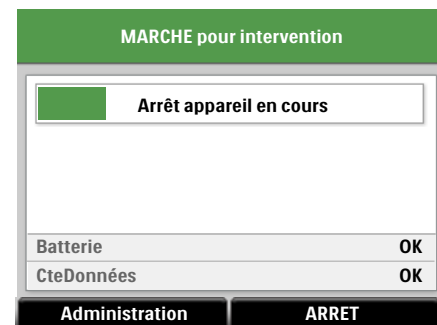 MARCHE pour intervention
Arrêt appareil en cours
Batterie OK
CteDonnées OK
Administration ARRET